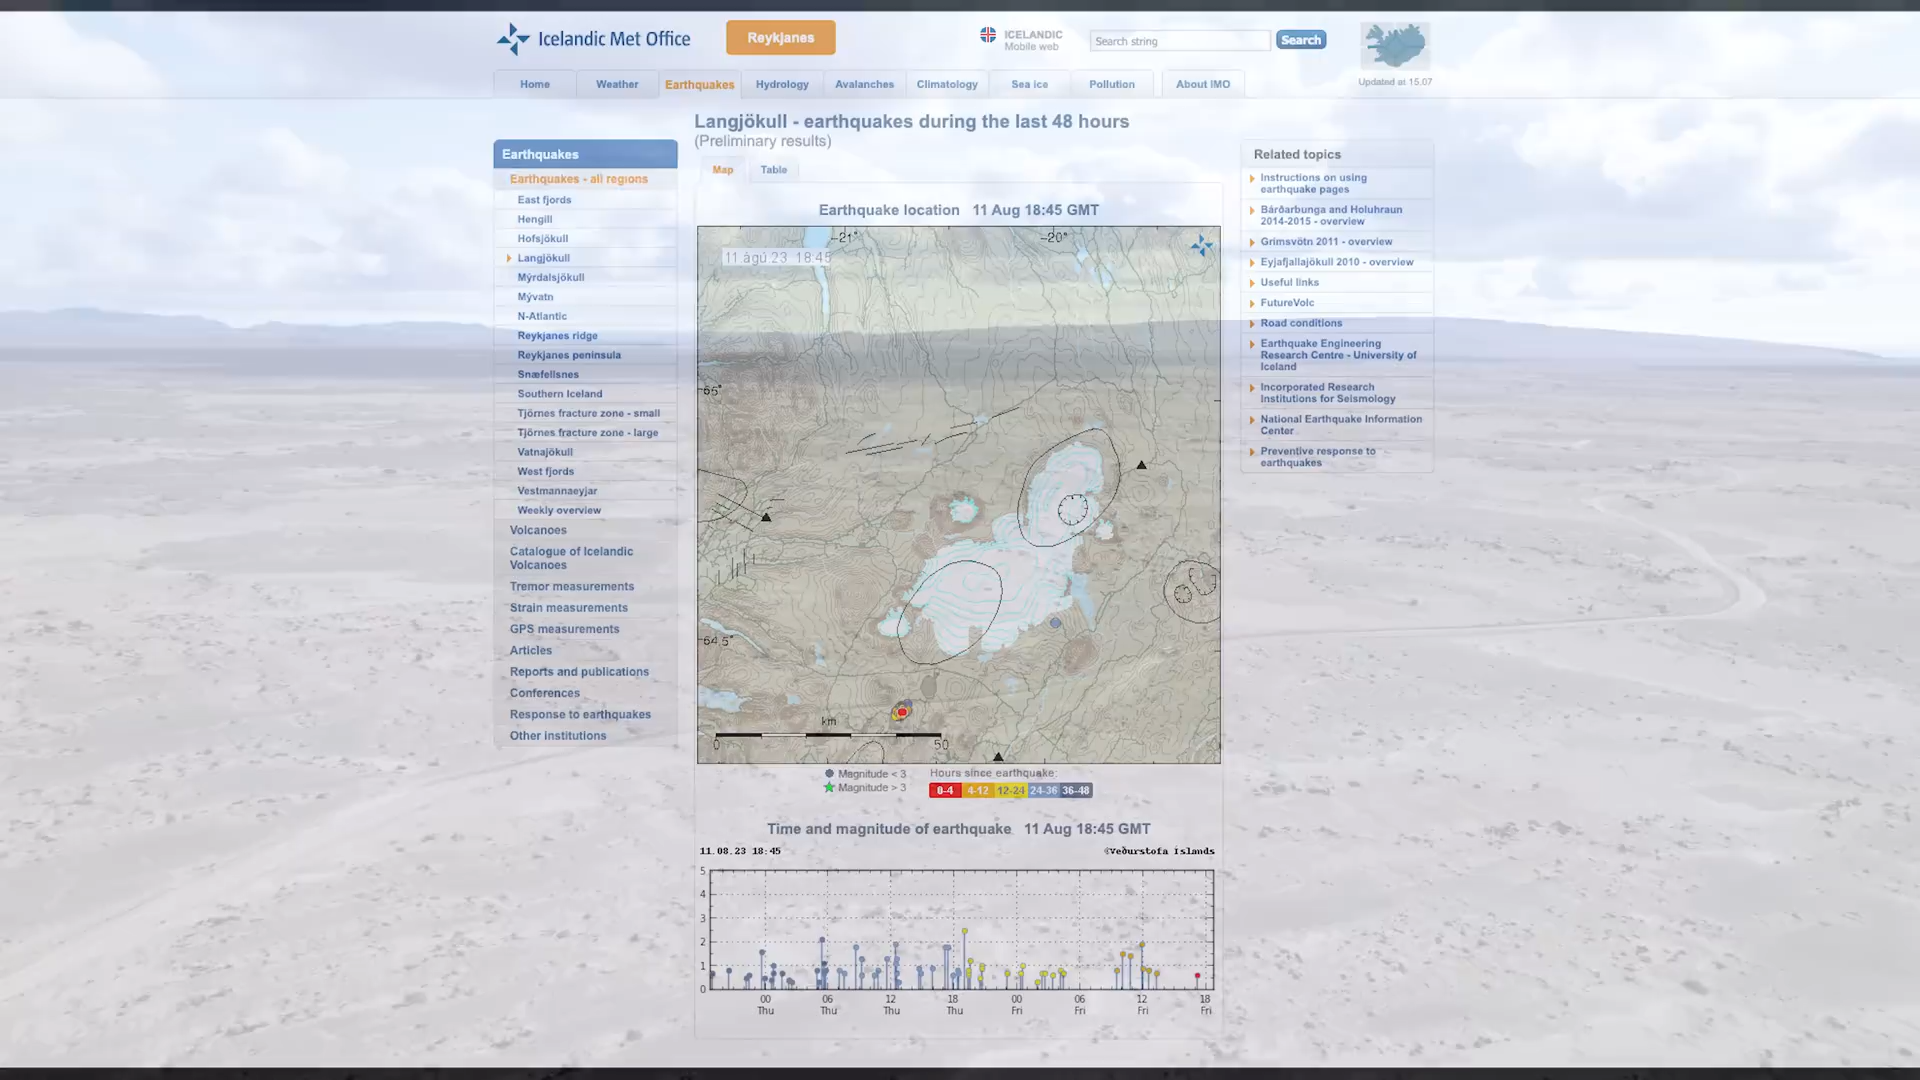 Icelandic Met Office
Reykjanes
ICELANDIC
Mobile web
Search string
Search
Updated at 15.07
Home
Weather
Earthquakes
Hydrology
Avalanches
Climatology
Sea ice
Pollution
About IMO
Langjökull - earthquakes during the last 48 hours
(Preliminary results)
Map
Table
Earthquakes
Earthquakes - all regions
East fjords
Hengill
Hofsjökull
Langjökull
Mýrdalsjökull
Mývatn
N-Atlantic
Reykjanes ridge
Reykjanes peninsula
Snæfellsnes
Southern Iceland
Tjörnes fracture zone - small
Tjörnes fracture zone - large
Vatnajökull
West fjords
Vestmannaeyjar
Weekly overview
Volcanoes
Catalogue of Icelandic
Volcanoes
Tremor measurements
Strain measurements
GPS measurements
Articles
Reports and publications
Conferences
Response to earthquakes
Other institutions
Earthquake location 11 Aug 18:45 GMT
-21°
-20°
11 ágú.23 18:45
65°
64.5°
km
0
50
Magnitude < 3
Magnitude > 3
Hours since earthquake:
0-4 4-12 12-24 24-36 36-48
Time and magnitude of earthquake 11 Aug 18:45 GMT
11.08.23 18:45
©Veðurstofa Íslands
5
4
3
2
1
0
00 06 12 18 00 06 12 18
Thu Thu Thu Thu Fri Fri Fri Fri
Related topics
Instructions on using
earthquake pages
Bárðarbunga and Holuhraun
2014-2015 - overview
Grímsvötn 2011 - overview
Eyjafjallajökull 2010 - overview
Useful links
FutureVolc
Road conditions
Earthquake Engineering
Research Centre - University of
Iceland
Incorporated Research
Institutions for Seismology
National Earthquake Information
Center
Preventive response to
earthquakes